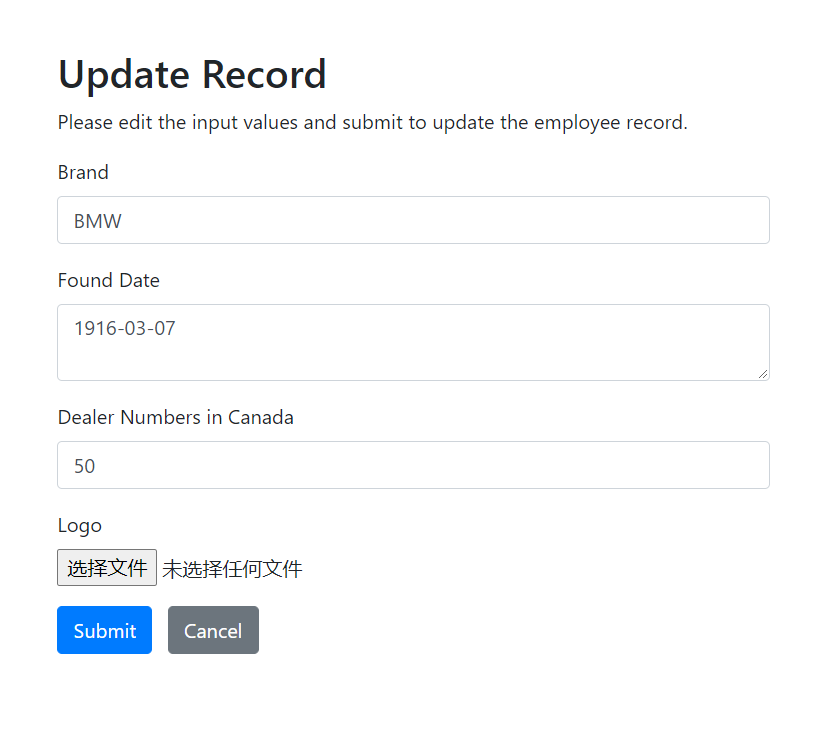 Update Record
Please edit the input values and submit to update the employee record.
Brand
BMW
Found Date
1916-03-07
Dealer Numbers in Canada
50
Logo
选择文件 未选择任何文件
Submit Cancel